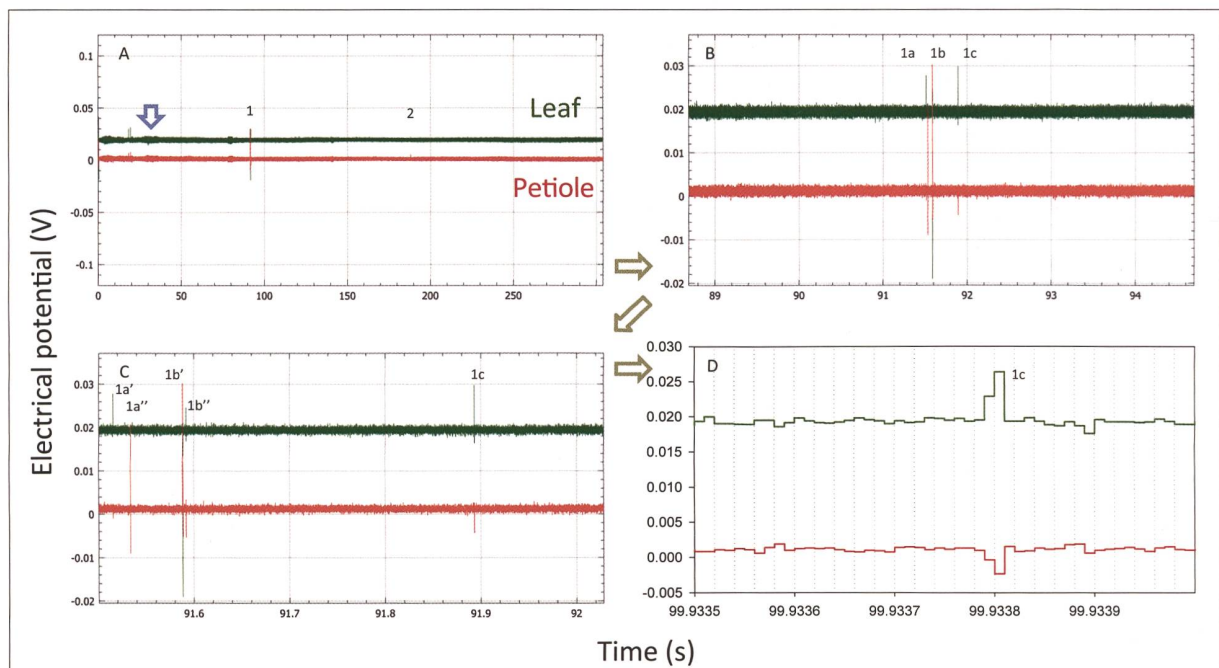 Electrical potential (V)
A
0.1
0.05
0
-0.05
-0.1
1
2
Leaf
Petiole
0 50 100 150 200 250
B
1a 1b 1c
0.03
0.02
0.01
0
-0.01
-0.02
89 90 91 92 93 94
C
1a’
1a’’
1b’
1b’’
1c
0.03
0.02
0.01
0
-0.01
-0.02
91.6 91.7 91.8 91.9 92
D
1c
0.030
0.025
0.020
0.015
0.010
0.005
0.000
-0.005
99.9335 99.9336 99.9337 99.9338 99.9339
Time (s)